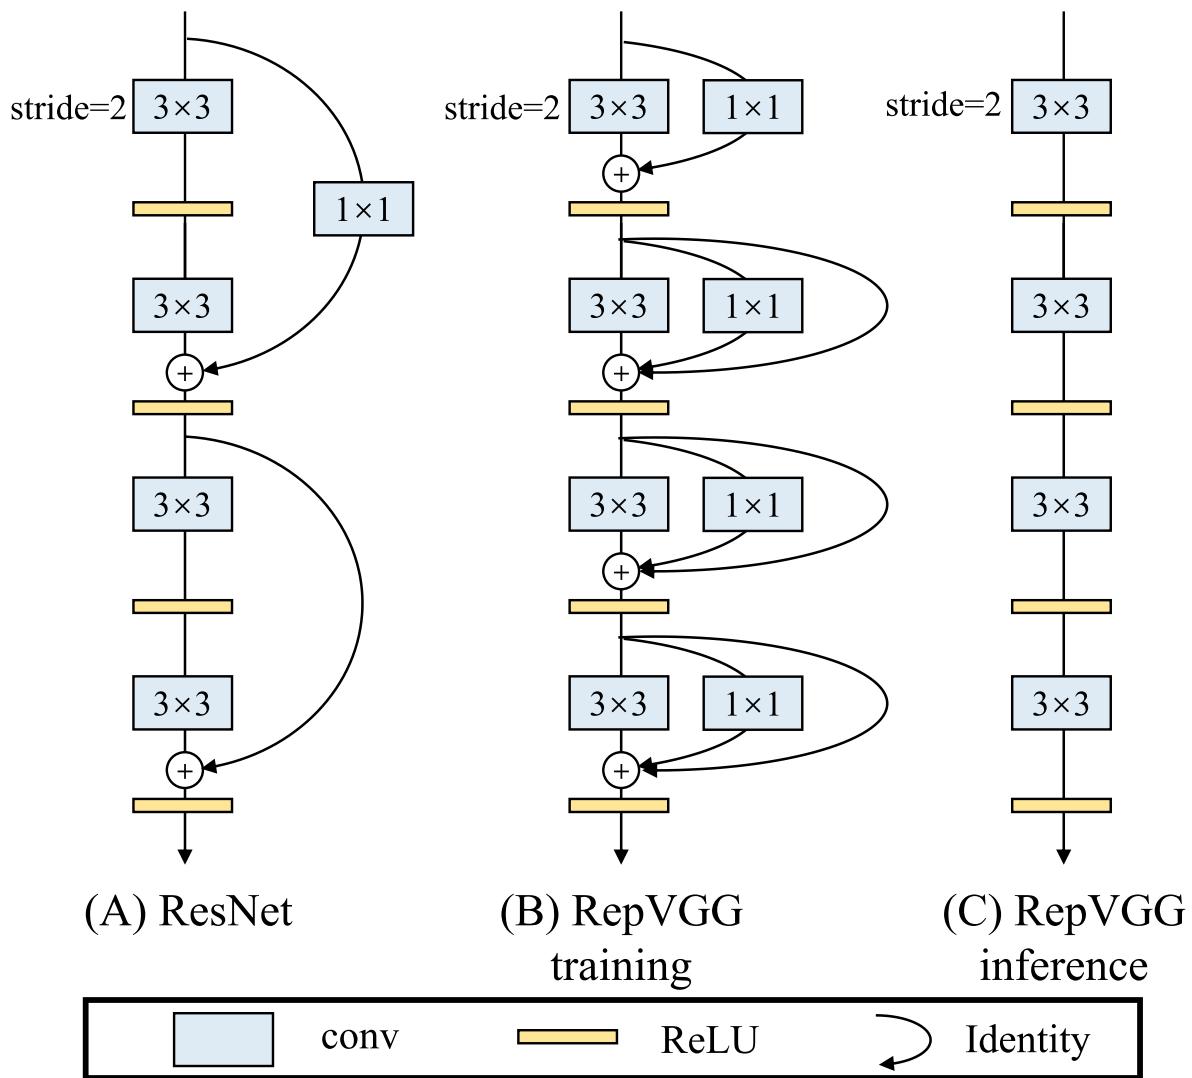 stride=2 3×3 stride=2 3×3 1×1 stride=2 3×3
+
1×1
3×3 3×3 1×1 3×3
+ +
3×3 3×3 1×1 3×3
+
3×3 3×3 1×1 3×3
+ +
(A) ResNet (B) RepVGG (C) RepVGG
training inference
conv ReLU Identity